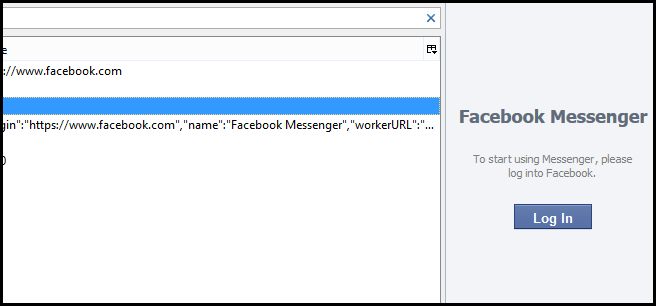 e
://www.facebook.com
gin":"https://www.facebook.com","name":"Facebook Messenger","workerURL":"...
0
Facebook Messenger
To start using Messenger, please
log into Facebook.
Log In